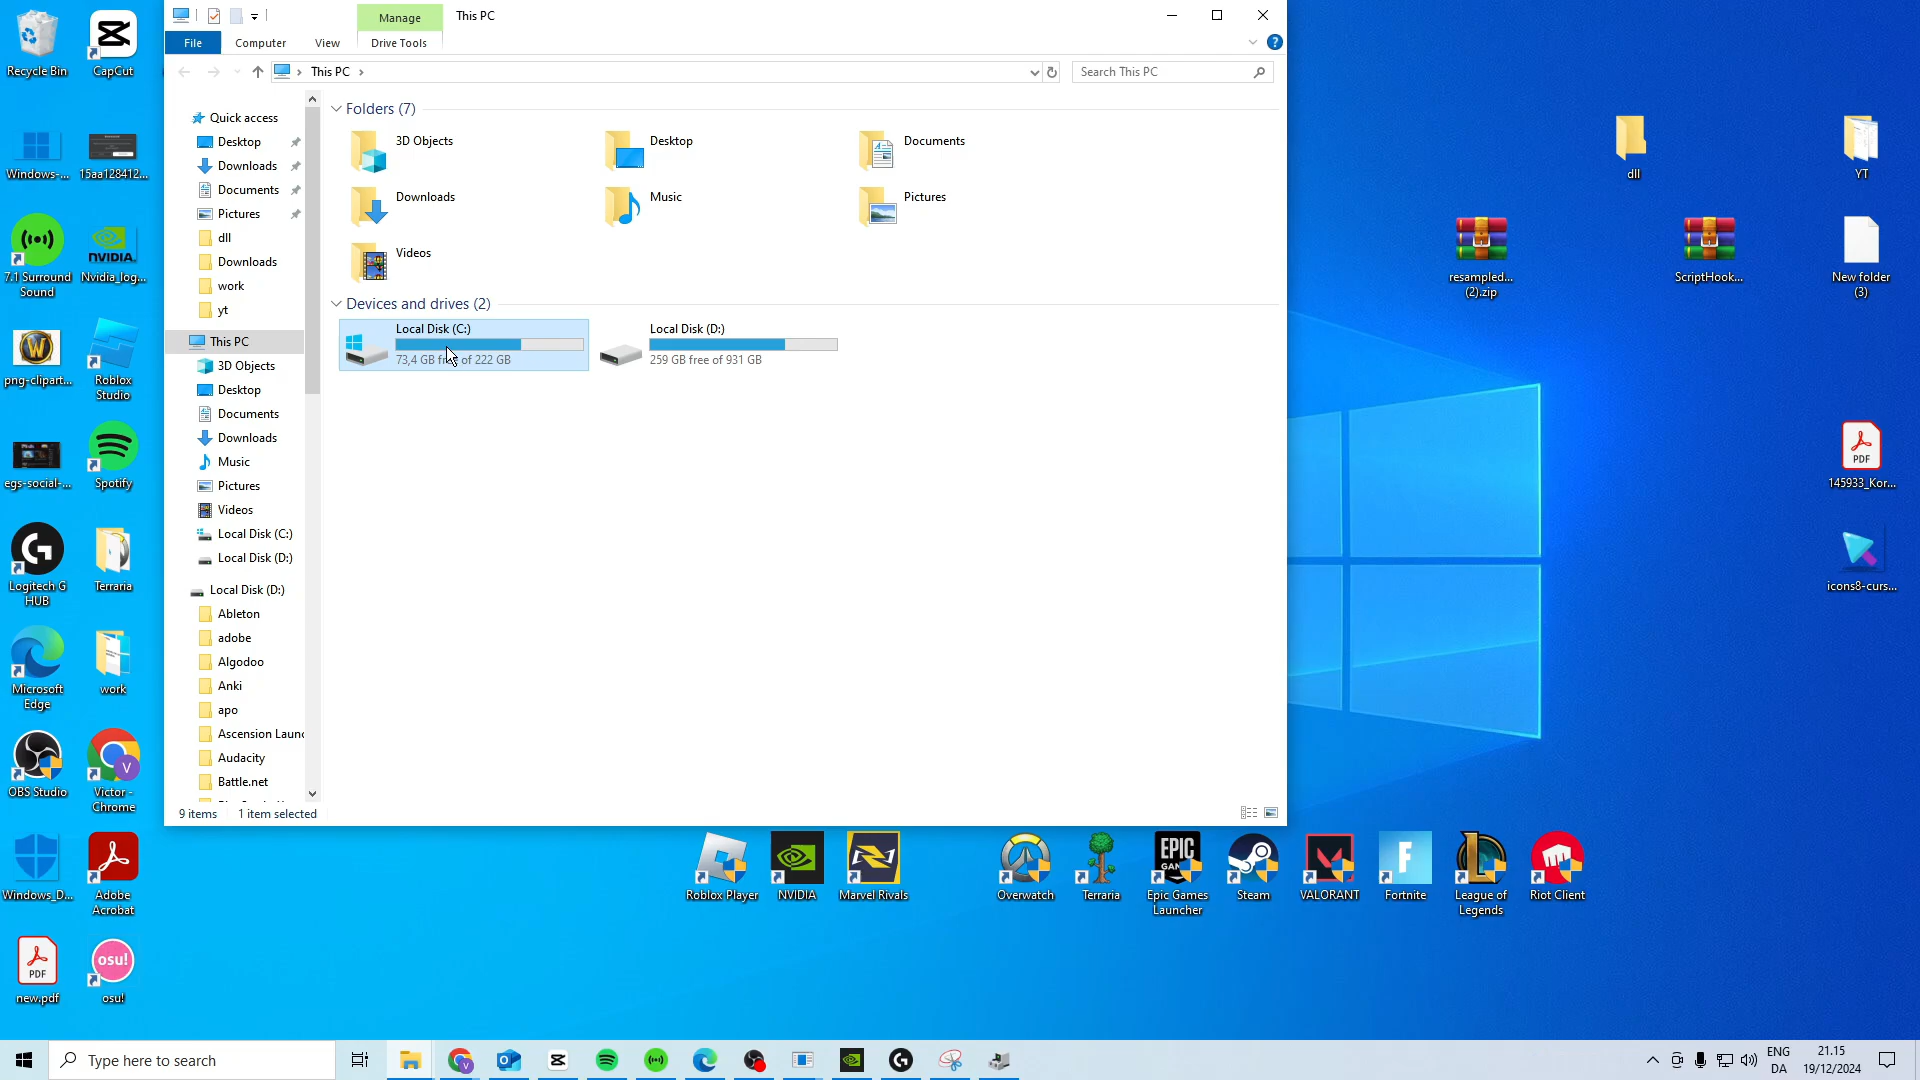 Manage
This PC
File
Computer
View
Drive Tools
This PC
Search This PC
Quick access
Desktop
Downloads
Documents
Pictures
dll
Downloads
work
yt
This PC
3D Objects
Desktop
Documents
Downloads
Music
Pictures
Videos
Local Disk (C:)
Local Disk (D:)
Local Disk (D:)
Ableton
adobe
Algodoo
Anki
apo
Ascension Launc
Audacity
Battle.net
Folders (7)
3D Objects
Desktop
Documents
Downloads
Music
Pictures
Videos
Devices and drives (2)
Local Disk (C:)
73,4 GB free of 222 GB
Local Disk (D:)
259 GB free of 931 GB
9 items
1 item selected
Recycle Bin
CapCut
Windows-...
15aa128412...
7.1 Surround
Sound
NVIDIA.
Nvidia_log...
png-clipart...
Roblox
Studio
egs-social-...
Spotify
Logitech G
HUB
Terraria
Microsoft
Edge
work
OBS Studio
V
Victor -
Chrome
Windows_D...
Adobe
Acrobat
PDF
new.pdf
osu!
osu!
dll
YT
resampled...
(2).zip
ScriptHook...
New folder
(3)
PDF
145933_Kor...
icons8-curs...
Roblox Player
NVIDIA
Marvel Rivals
Overwatch
Terraria
EPIC
GAMES
Epic Games
Launcher
Steam
VALORANT
Fortnite
League of
Legends
Riot Client
Type here to search
ENG
DA
21.15
19/12/2024